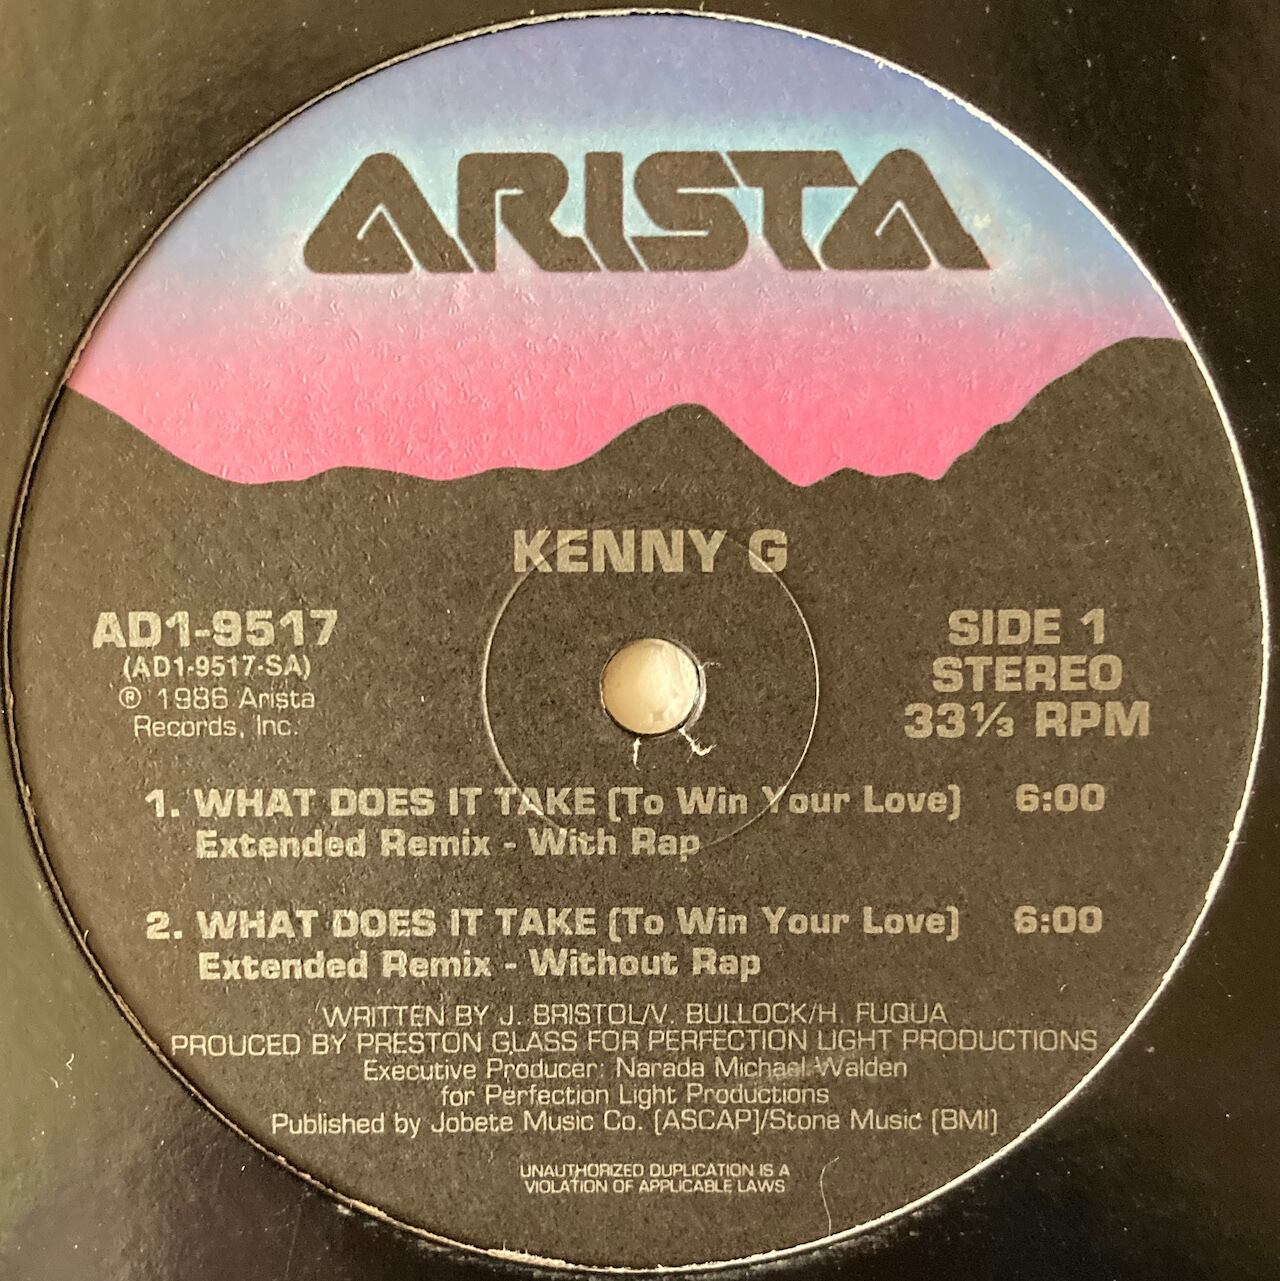 ARISTA
KENNY G
AD1-9517
(AD1-9517-SA)
℗ 1986 Arista
Records, Inc.
SIDE 1
STEREO
33⅓ RPM
1. WHAT DOES IT TAKE (To Win Your Love) 6:00
Extended Remix - With Rap
2. WHAT DOES IT TAKE (To Win Your Love) 6:00
Extended Remix - Without Rap
WRITTEN BY J. BRISTOL/V. BULLOCK/H. FUQUA
PROUCED BY PRESTON GLASS FOR PERFECTION LIGHT PRODUCTIONS
Executive Producer: Narada Michael Walden
for Perfection Light Productions
Published by Jobete Music Co. (ASCAP)/Stone Music (BMI)
UNAUTHORIZED DUPLICATION IS A
VIOLATION OF APPLICABLE LAWS